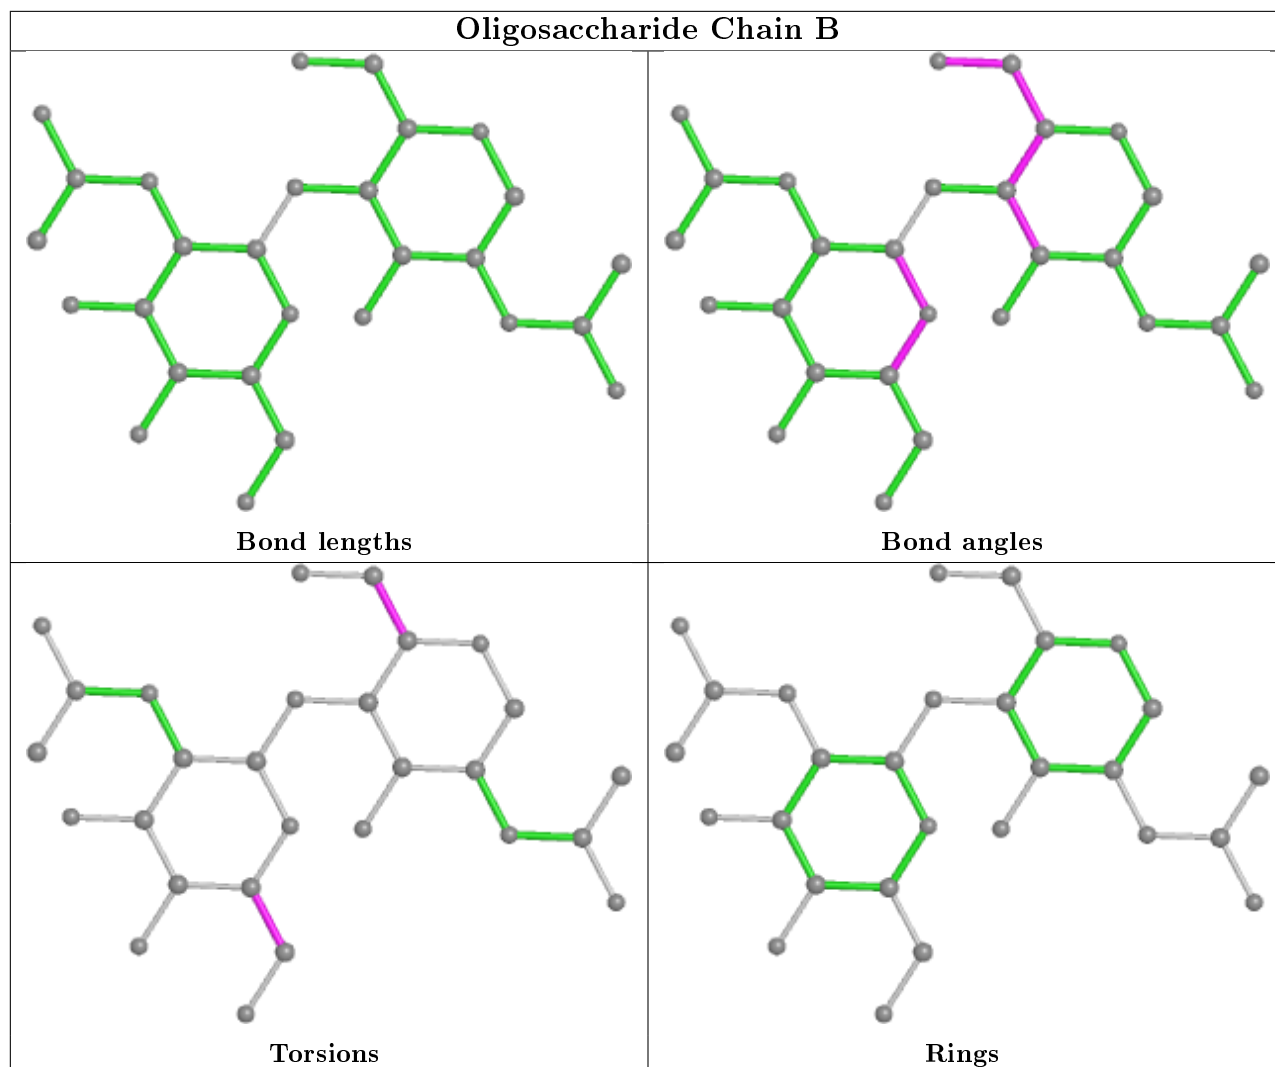 Oligosaccharide Chain B
Bond lengths
Bond angles
Torsions
Rings